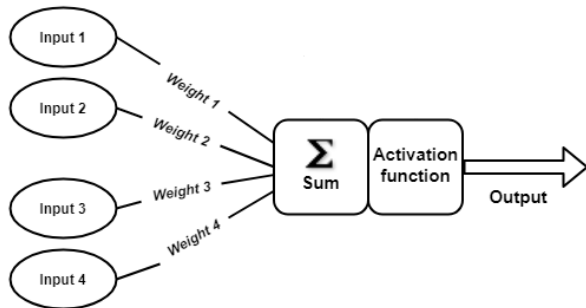 Input 1
Weight 1
Input 2
Weight 2
Σ
Sum
Activation
function
Output
Input 3
Weight 3
Input 4
Weight 4